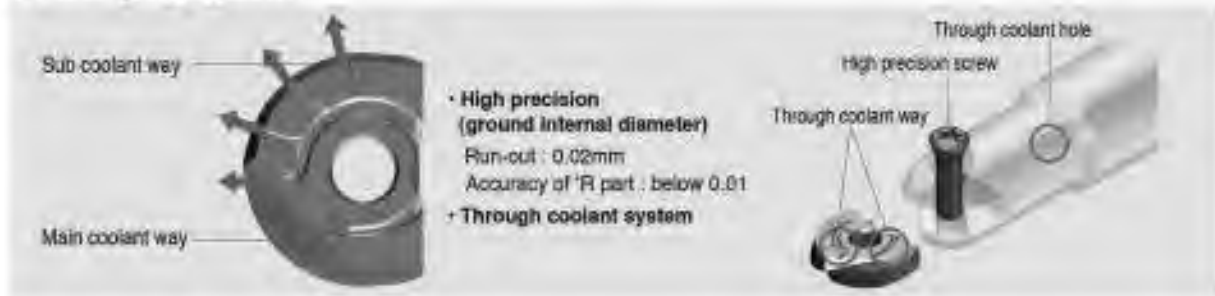 Sub coolant way
Main coolant way
· High precision
(ground internal diameter)
Run-out : 0.02mm
Accuracy of "R part : below 0.01
· Through coolant system
Through coolant hole
High precision screw
Through coolant way